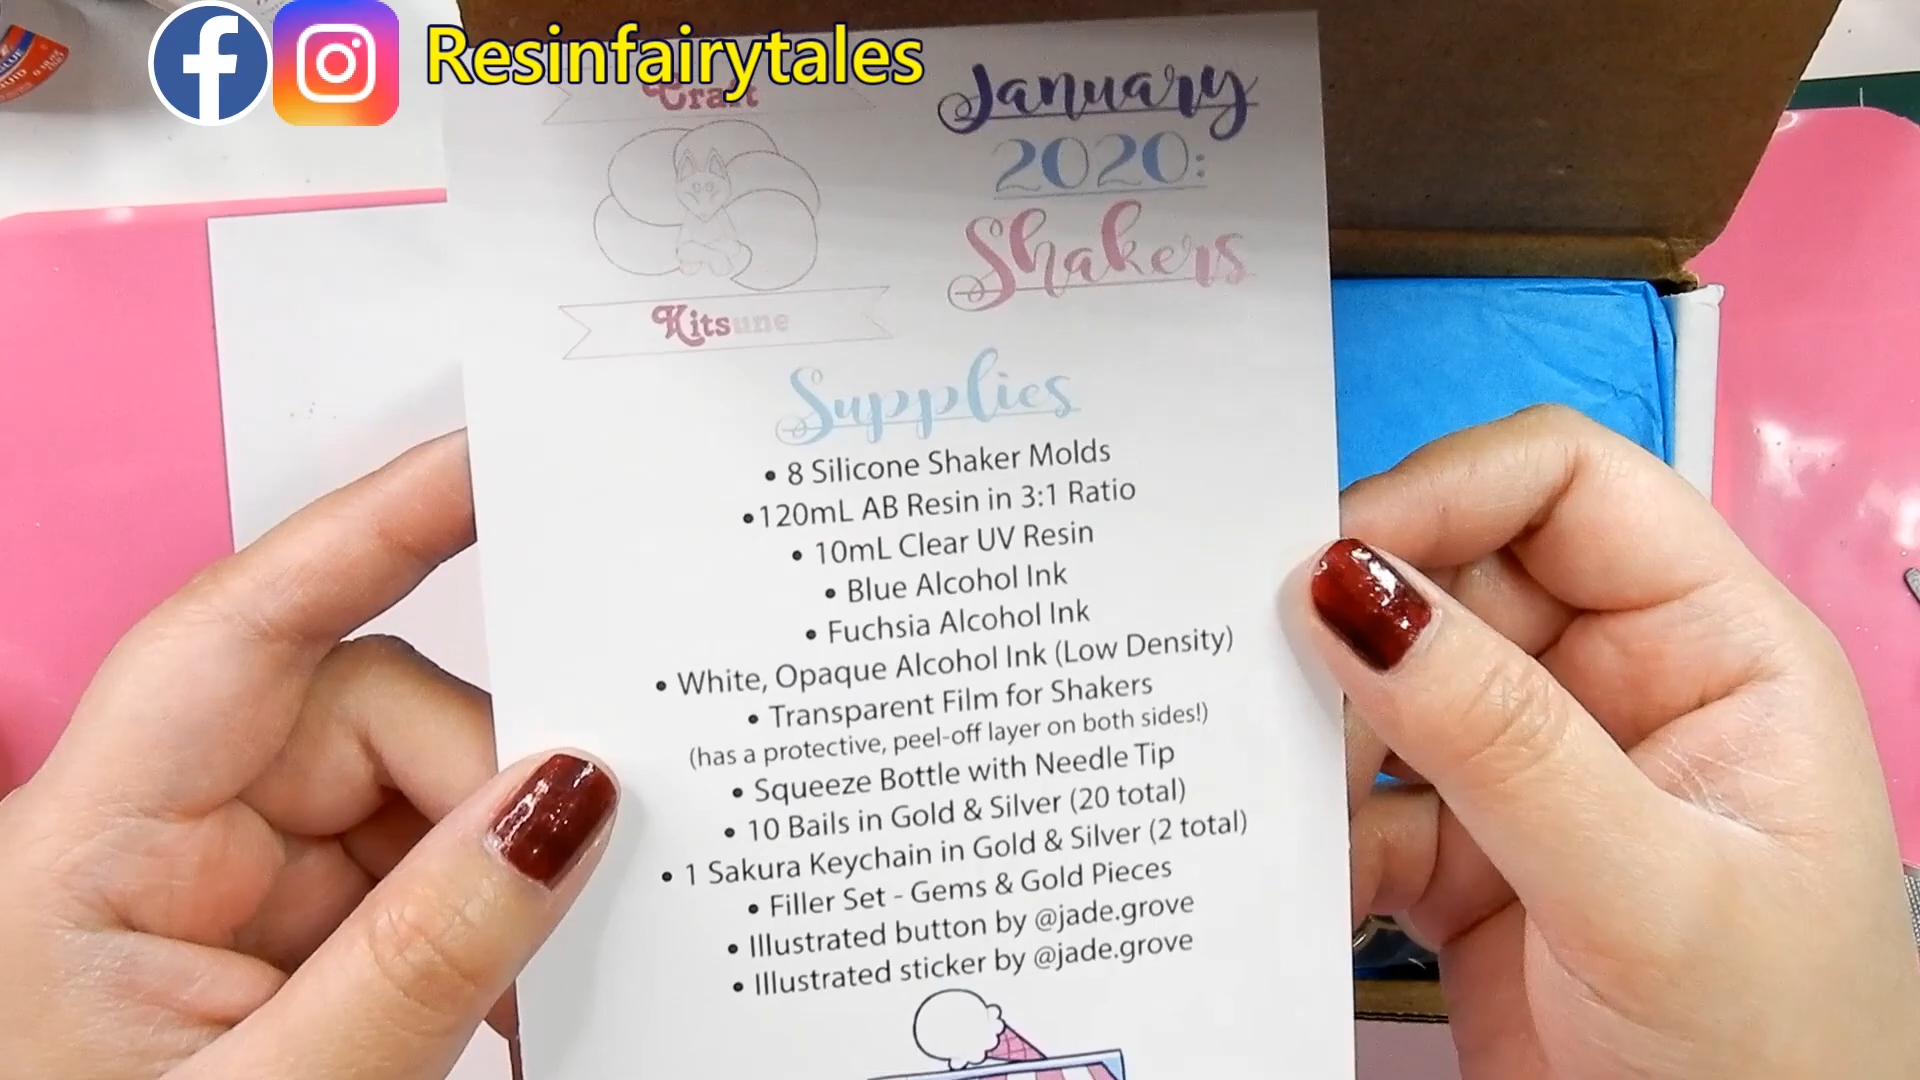 Resinfairytales
Craft
Kitsune
January
2020:
Shakers
Supplies
• 8 Silicone Shaker Molds
• 120mL AB Resin in 3:1 Ratio
• 10mL Clear UV Resin
• Blue Alcohol Ink
• Fuchsia Alcohol Ink
• White, Opaque Alcohol Ink (Low Density)
• Transparent Film for Shakers
(has a protective, peel-off layer on both sides!)
• Squeeze Bottle with Needle Tip
• 10 Bails in Gold & Silver (20 total)
• 1 Sakura Keychain in Gold & Silver (2 total)
• Filler Set - Gems & Gold Pieces
• Illustrated button by @jade.grove
• Illustrated sticker by @jade.grove